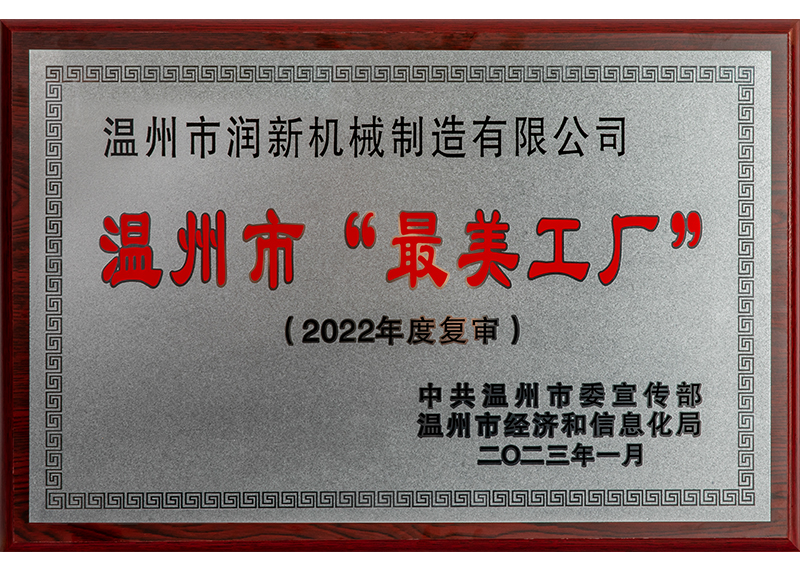 温州市润新机械制造有限公司
温州市“最美工厂”
（2022年度复审）
中共温州市委宣传部
温州市经济和信息化局
二〇二三年一月